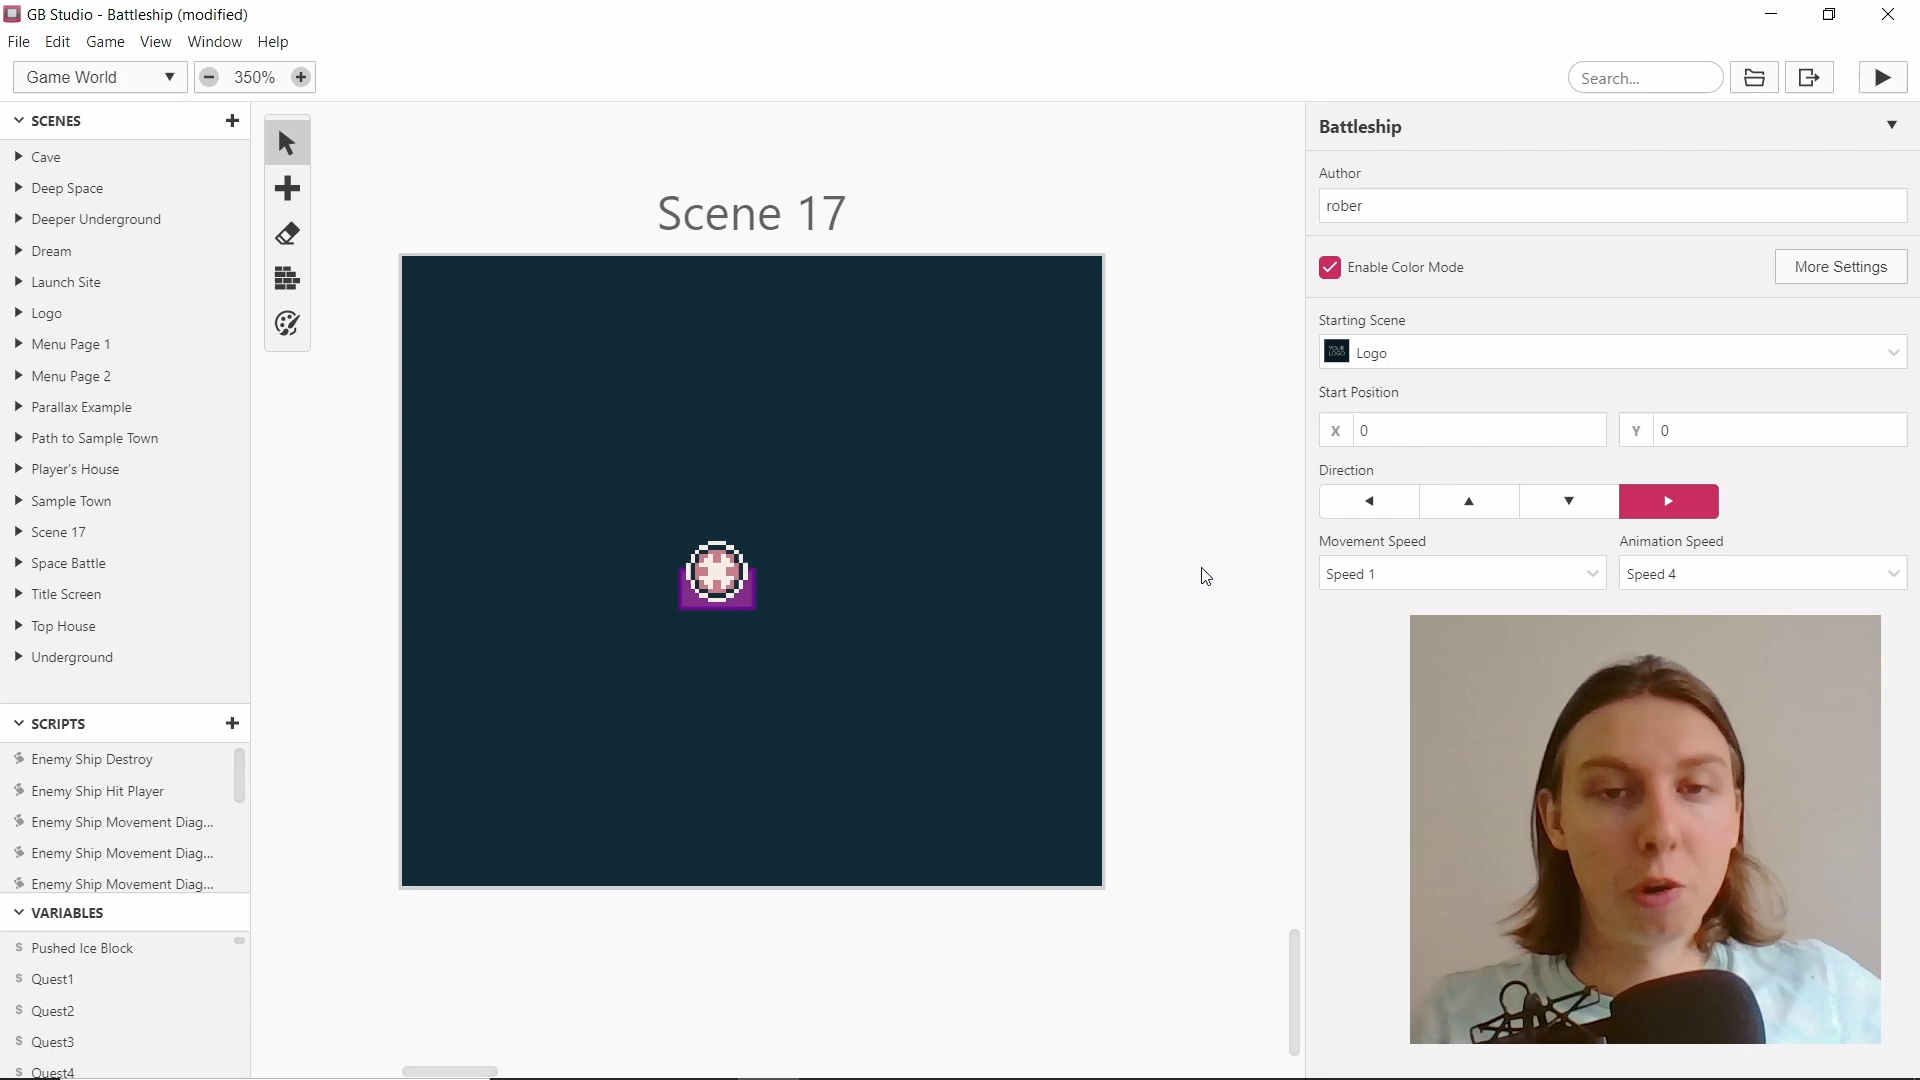 GB Studio - Battleship (modified)
File Edit Game View Window Help
Game World 350% Search...
SCENES
Cave
Deep Space
Deeper Underground
Dream
Launch Site
Logo
Menu Page 1
Menu Page 2
Parallax Example
Path to Sample Town
Player's House
Sample Town
Scene 17
Space Battle
Title Screen
Top House
Underground
SCRIPTS
Enemy Ship Destroy
Enemy Ship Hit Player
Enemy Ship Movement Diag...
Enemy Ship Movement Diag...
Enemy Ship Movement Diag...
VARIABLES
$ Pushed Ice Block
$ Quest1
$ Quest2
$ Quest3
$ Quest4
Scene 17
Battleship
Author
rober
Enable Color Mode More Settings
Starting Scene
YOUR
LOGO
Logo
Start Position
X 0 Y 0
Direction
Movement Speed Animation Speed
Speed 1 Speed 4